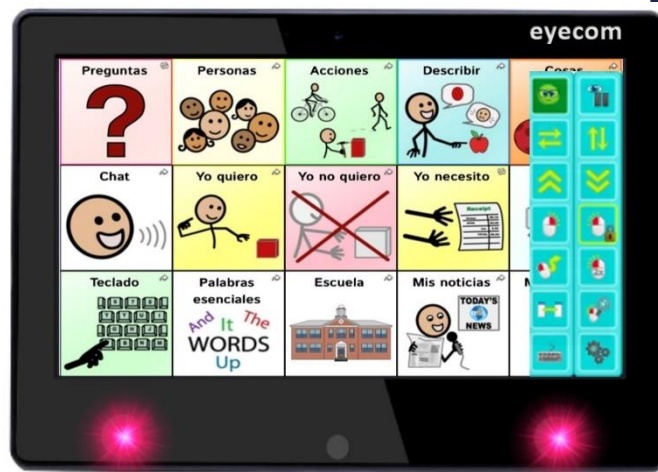 eyecom
Preguntas
Personas
Acciones
Describir
Cosas
Chat
Yo quiero
Yo no quiero
Yo necesito
Receipt
Teclado
Palabras
esenciales
And It The
WORDS
Up
Escuela
Mis noticias
TODAY'S
NEWS
M